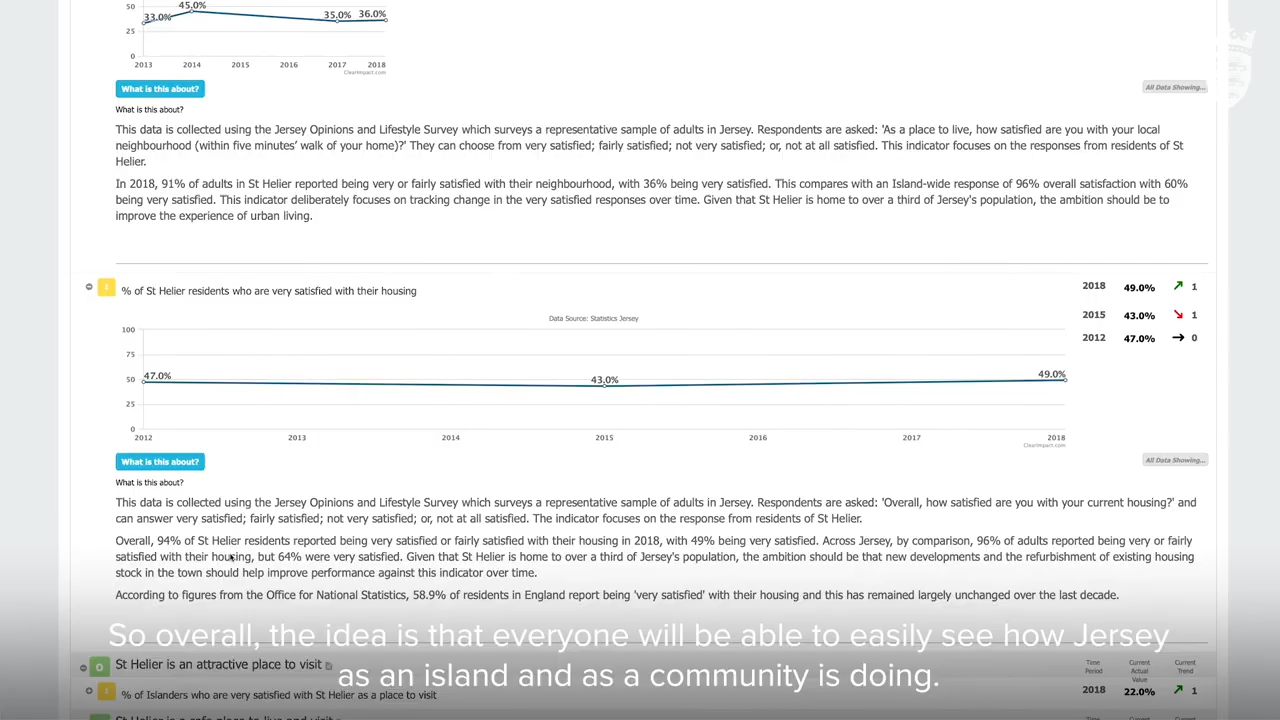 50
45.0%
33.0%
35.0%
36.0%
25
0
2013
2014
2015
2016
2017
2018
ClearImpact.com
What is this about?
All Data Showing...
What is this about?
This data is collected using the Jersey Opinions and Lifestyle Survey which surveys a representative sample of adults in Jersey. Respondents are asked: 'As a place to live, how satisfied are you with your local
neighbourhood (within five minutes’ walk of your home)?' They can choose from very satisfied; fairly satisfied; not very satisfied; or, not at all satisfied. This indicator focuses on the responses from residents of St
Helier.
In 2018, 91% of adults in St Helier reported being very or fairly satisfied with their neighbourhood, with 36% being very satisfied. This compares with an Island-wide response of 96% overall satisfaction with 60%
being very satisfied. This indicator deliberately focuses on tracking change in the very satisfied responses over time. Given that St Helier is home to over a third of Jersey's population, the ambition should be to
improve the experience of urban living.
I % of St Helier residents who are very satisfied with their housing
2018 49.0% 1
2015 43.0% 1
2012 47.0% 0
Data Source: Statistics Jersey
100
75
50
25
0
47.0%
43.0%
49.0%
2012
2013
2014
2015
2016
2017
2018
ClearImpact.com
What is this about?
All Data Showing...
What is this about?
This data is collected using the Jersey Opinions and Lifestyle Survey which surveys a representative sample of adults in Jersey. Respondents are asked: 'Overall, how satisfied are you with your current housing?' and
can answer very satisfied; fairly satisfied; not very satisfied; or, not at all satisfied. The indicator focuses on the response from residents of St Helier.
Overall, 94% of St Helier residents reported being very satisfied or fairly satisfied with their housing in 2018, with 49% being very satisfied. Across Jersey, by comparison, 96% of adults reported being very or fairly
satisfied with their housing, but 64% were very satisfied. Given that St Helier is home to over a third of Jersey's population, the ambition should be that new developments and the refurbishment of existing housing
stock in the town should help improve performance against this indicator over time.
According to figures from the Office for National Statistics, 58.9% of residents in England report being 'very satisfied' with their housing and this has remained largely unchanged over the last decade.
So overall, the idea is that everyone will be able to easily see how Jersey
as an island and as a community is doing.
O St Helier is an attractive place to visit
Time Period
Current Actual Value
Current Trend
I % of Islanders who are very satisfied with St Helier as a place to visit
2018 22.0% 1
St Helier is a safe place to live and visit